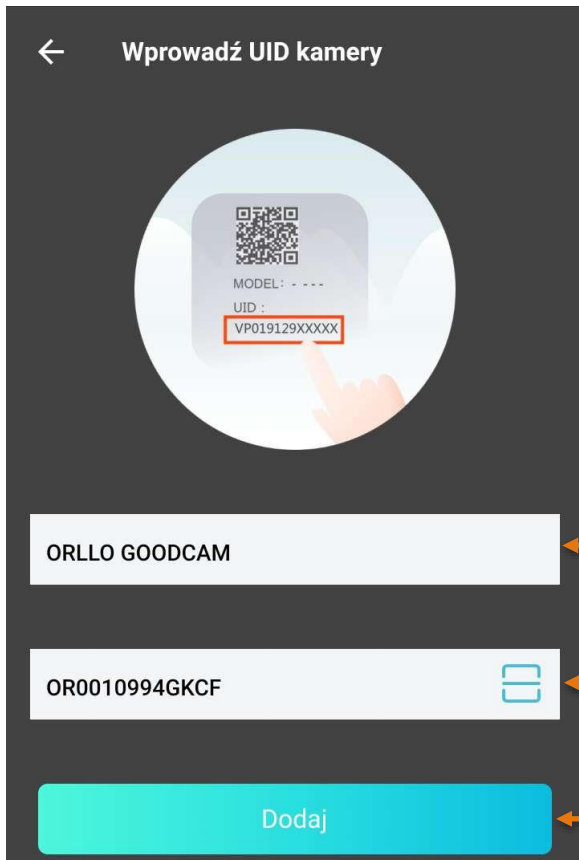 Wprowadź UID kamery
MODEL: - ---
UID :
VP019129XXXXX
ORLLO GOODCAM
OR0010994GKCF
Dodaj